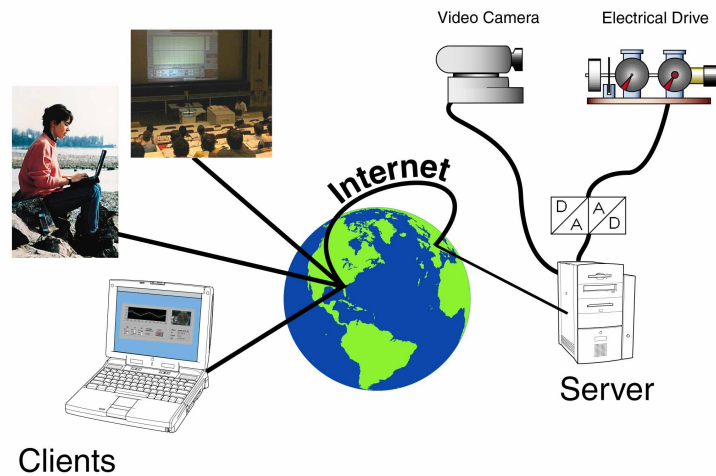 Video Camera
Electrical Drive
Internet
D A
A D
Server
Clients